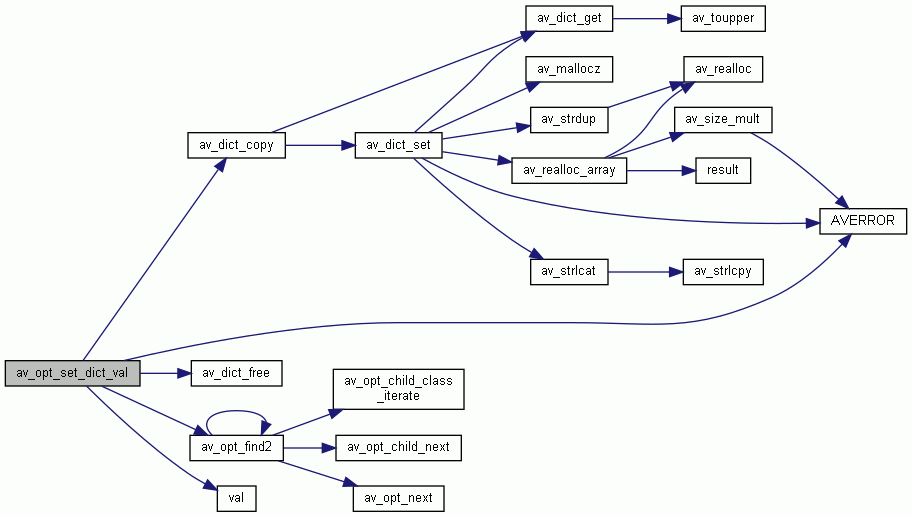 av_dict_get
av_toupper
av_mallocz
av_realloc
av_strdup
av_size_mult
av_dict_copy
av_dict_set
av_realloc_array
result
AVERROR
av_strlcat
av_strlcpy
av_opt_set_dict_val
av_dict_free
av_opt_child_class
_iterate
av_opt_find2
av_opt_child_next
val
av_opt_next